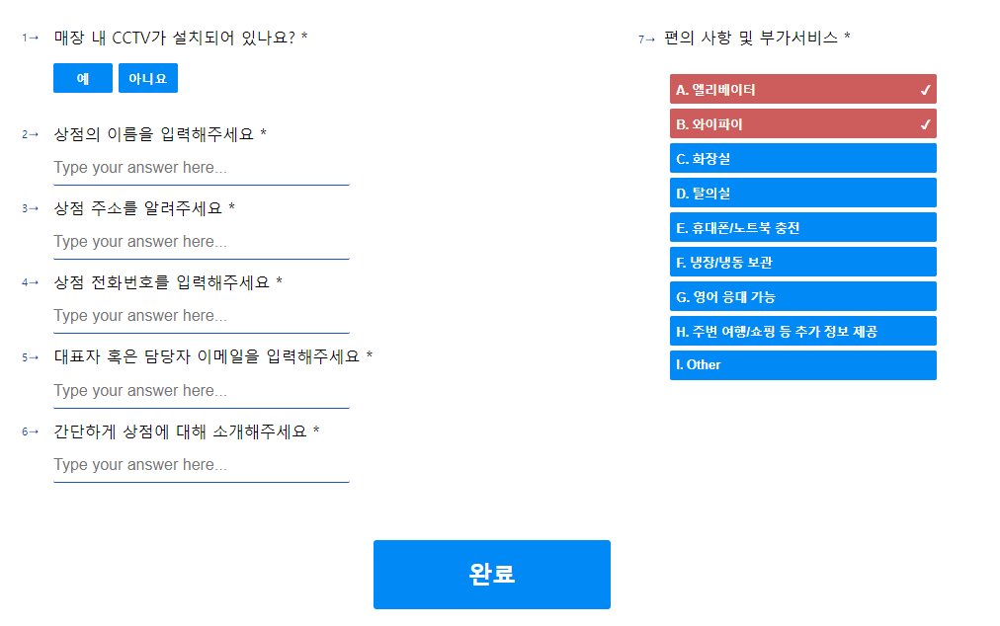 1→ 매장 내 CCTV가 설치되어 있나요? *
예 아니요
2→ 상점의 이름을 입력해주세요 *
Type your answer here...
3→ 상점 주소를 알려주세요 *
Type your answer here...
4→ 상점 전화번호를 입력해주세요 *
Type your answer here...
5→ 대표자 혹은 담당자 이메일을 입력해주세요 *
Type your answer here...
6→ 간단하게 상점에 대해 소개해주세요 *
Type your answer here...
7→ 편의 사항 및 부가서비스 *
A. 엘리베이터 ✓
B. 와이파이 ✓
C. 화장실
D. 탈의실
E. 휴대폰/노트북 충전
F. 냉장/냉동 보관
G. 영어 응대 가능
H. 주변 여행/쇼핑 등 추가 정보 제공
I. Other
완료